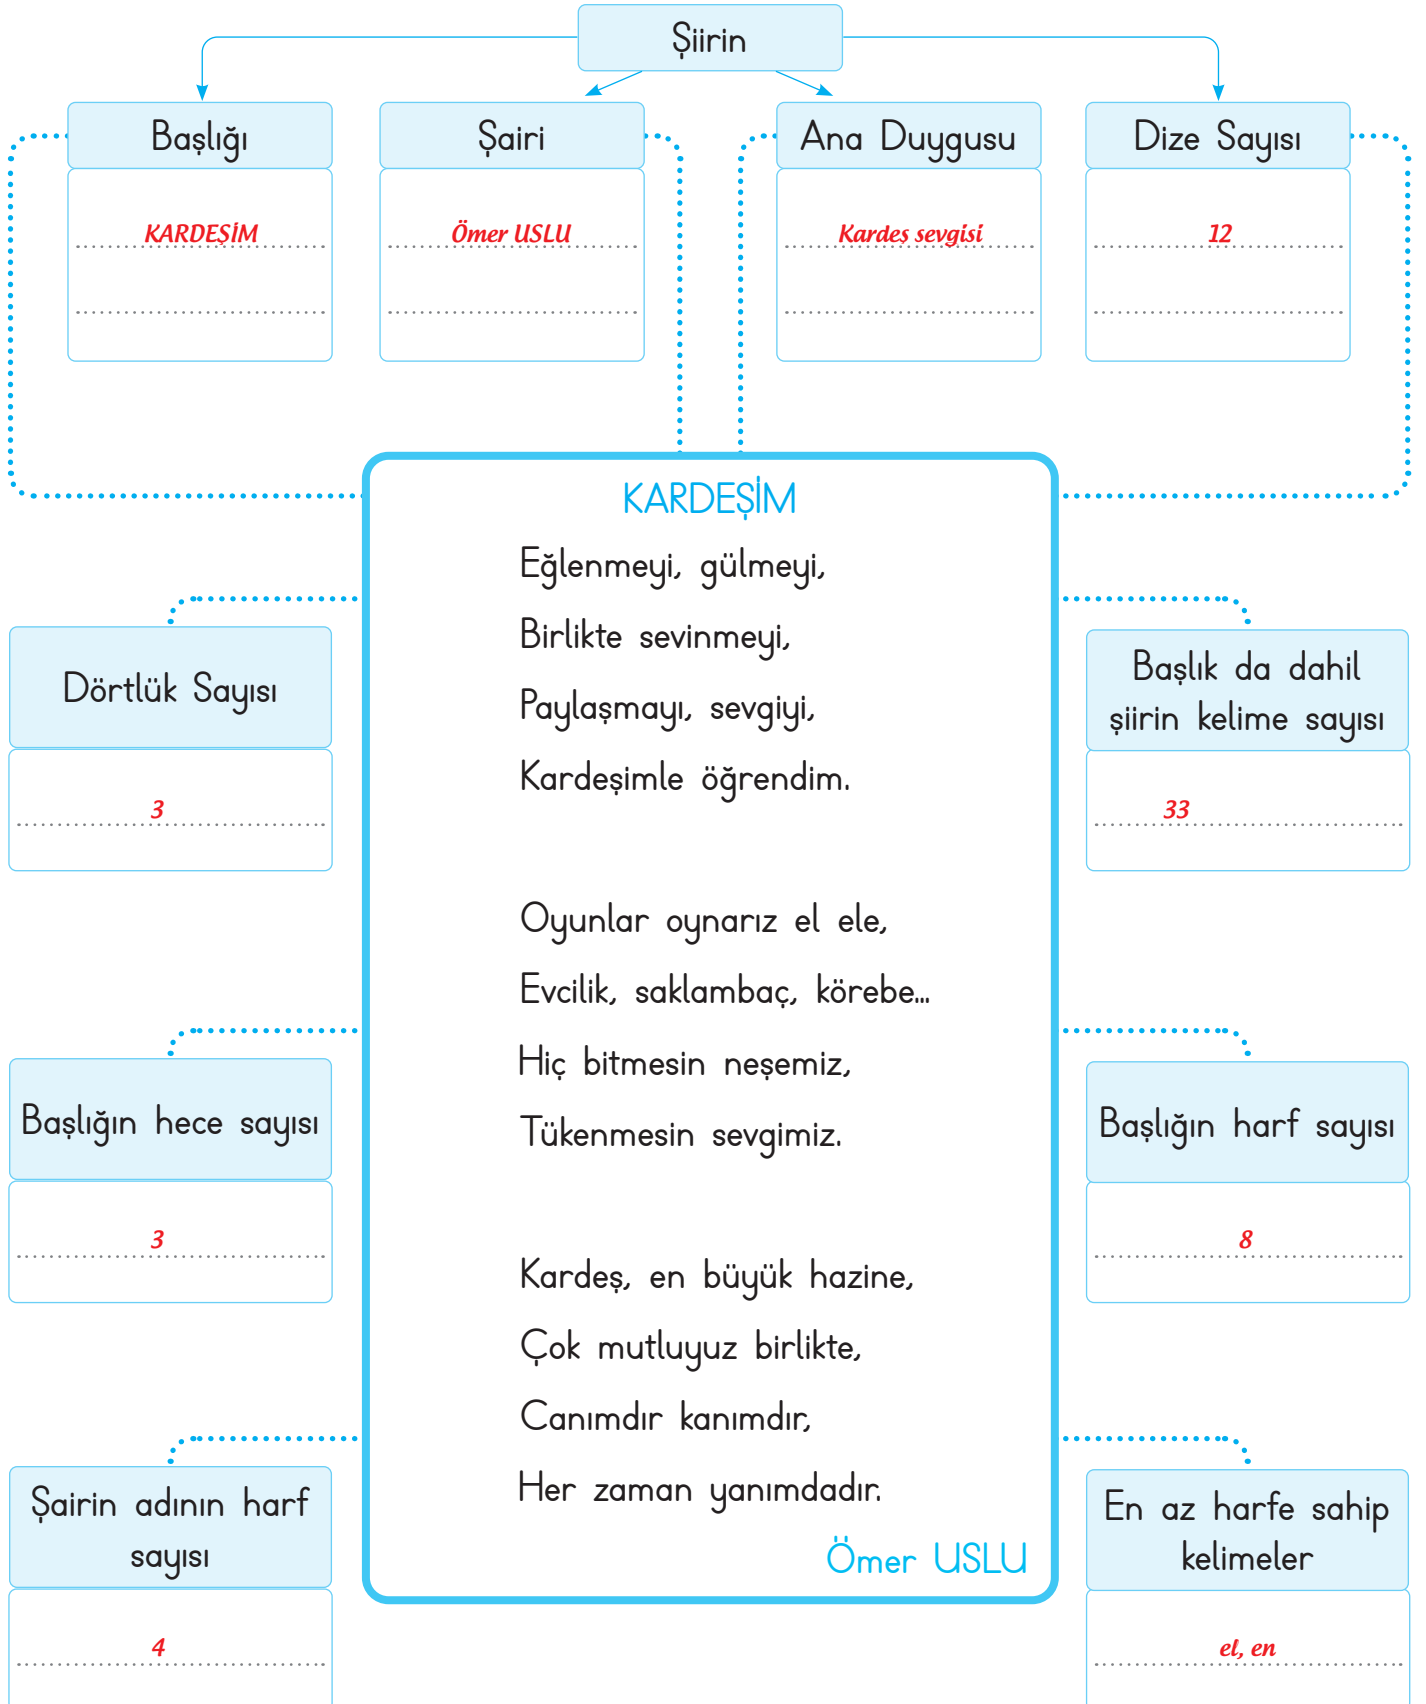 Şiirin
Başlığı
Şairi
Ana Duygusu
Dize Sayısı
KARDEŞİM
Ömer USLU
Kardeş sevgisi
12
KARDEŞİM
Eğlenmeyi, gülmeyi,
Birlikte sevinmeyi,
Paylaşmayı, sevgiyi,
Kardeşimle öğrendim.
Oyunlar oynarız el ele,
Evcilik, saklambaç, körebe...
Hiç bitmesin neşemiz,
Tükenmesin sevgimiz.
Kardeş, en büyük hazine,
Çok mutluyuz birlikte,
Canımdır kanımdır,
Her zaman yanımdadır.
Ömer USLU
Dörtlük Sayısı
3
Başlık da dahil
şiirin kelime sayısı
33
Başlığın hece sayısı
3
Başlığın harf sayısı
8
Şairin adının harf
sayısı
4
En az harfe sahip
kelimeler
el, en